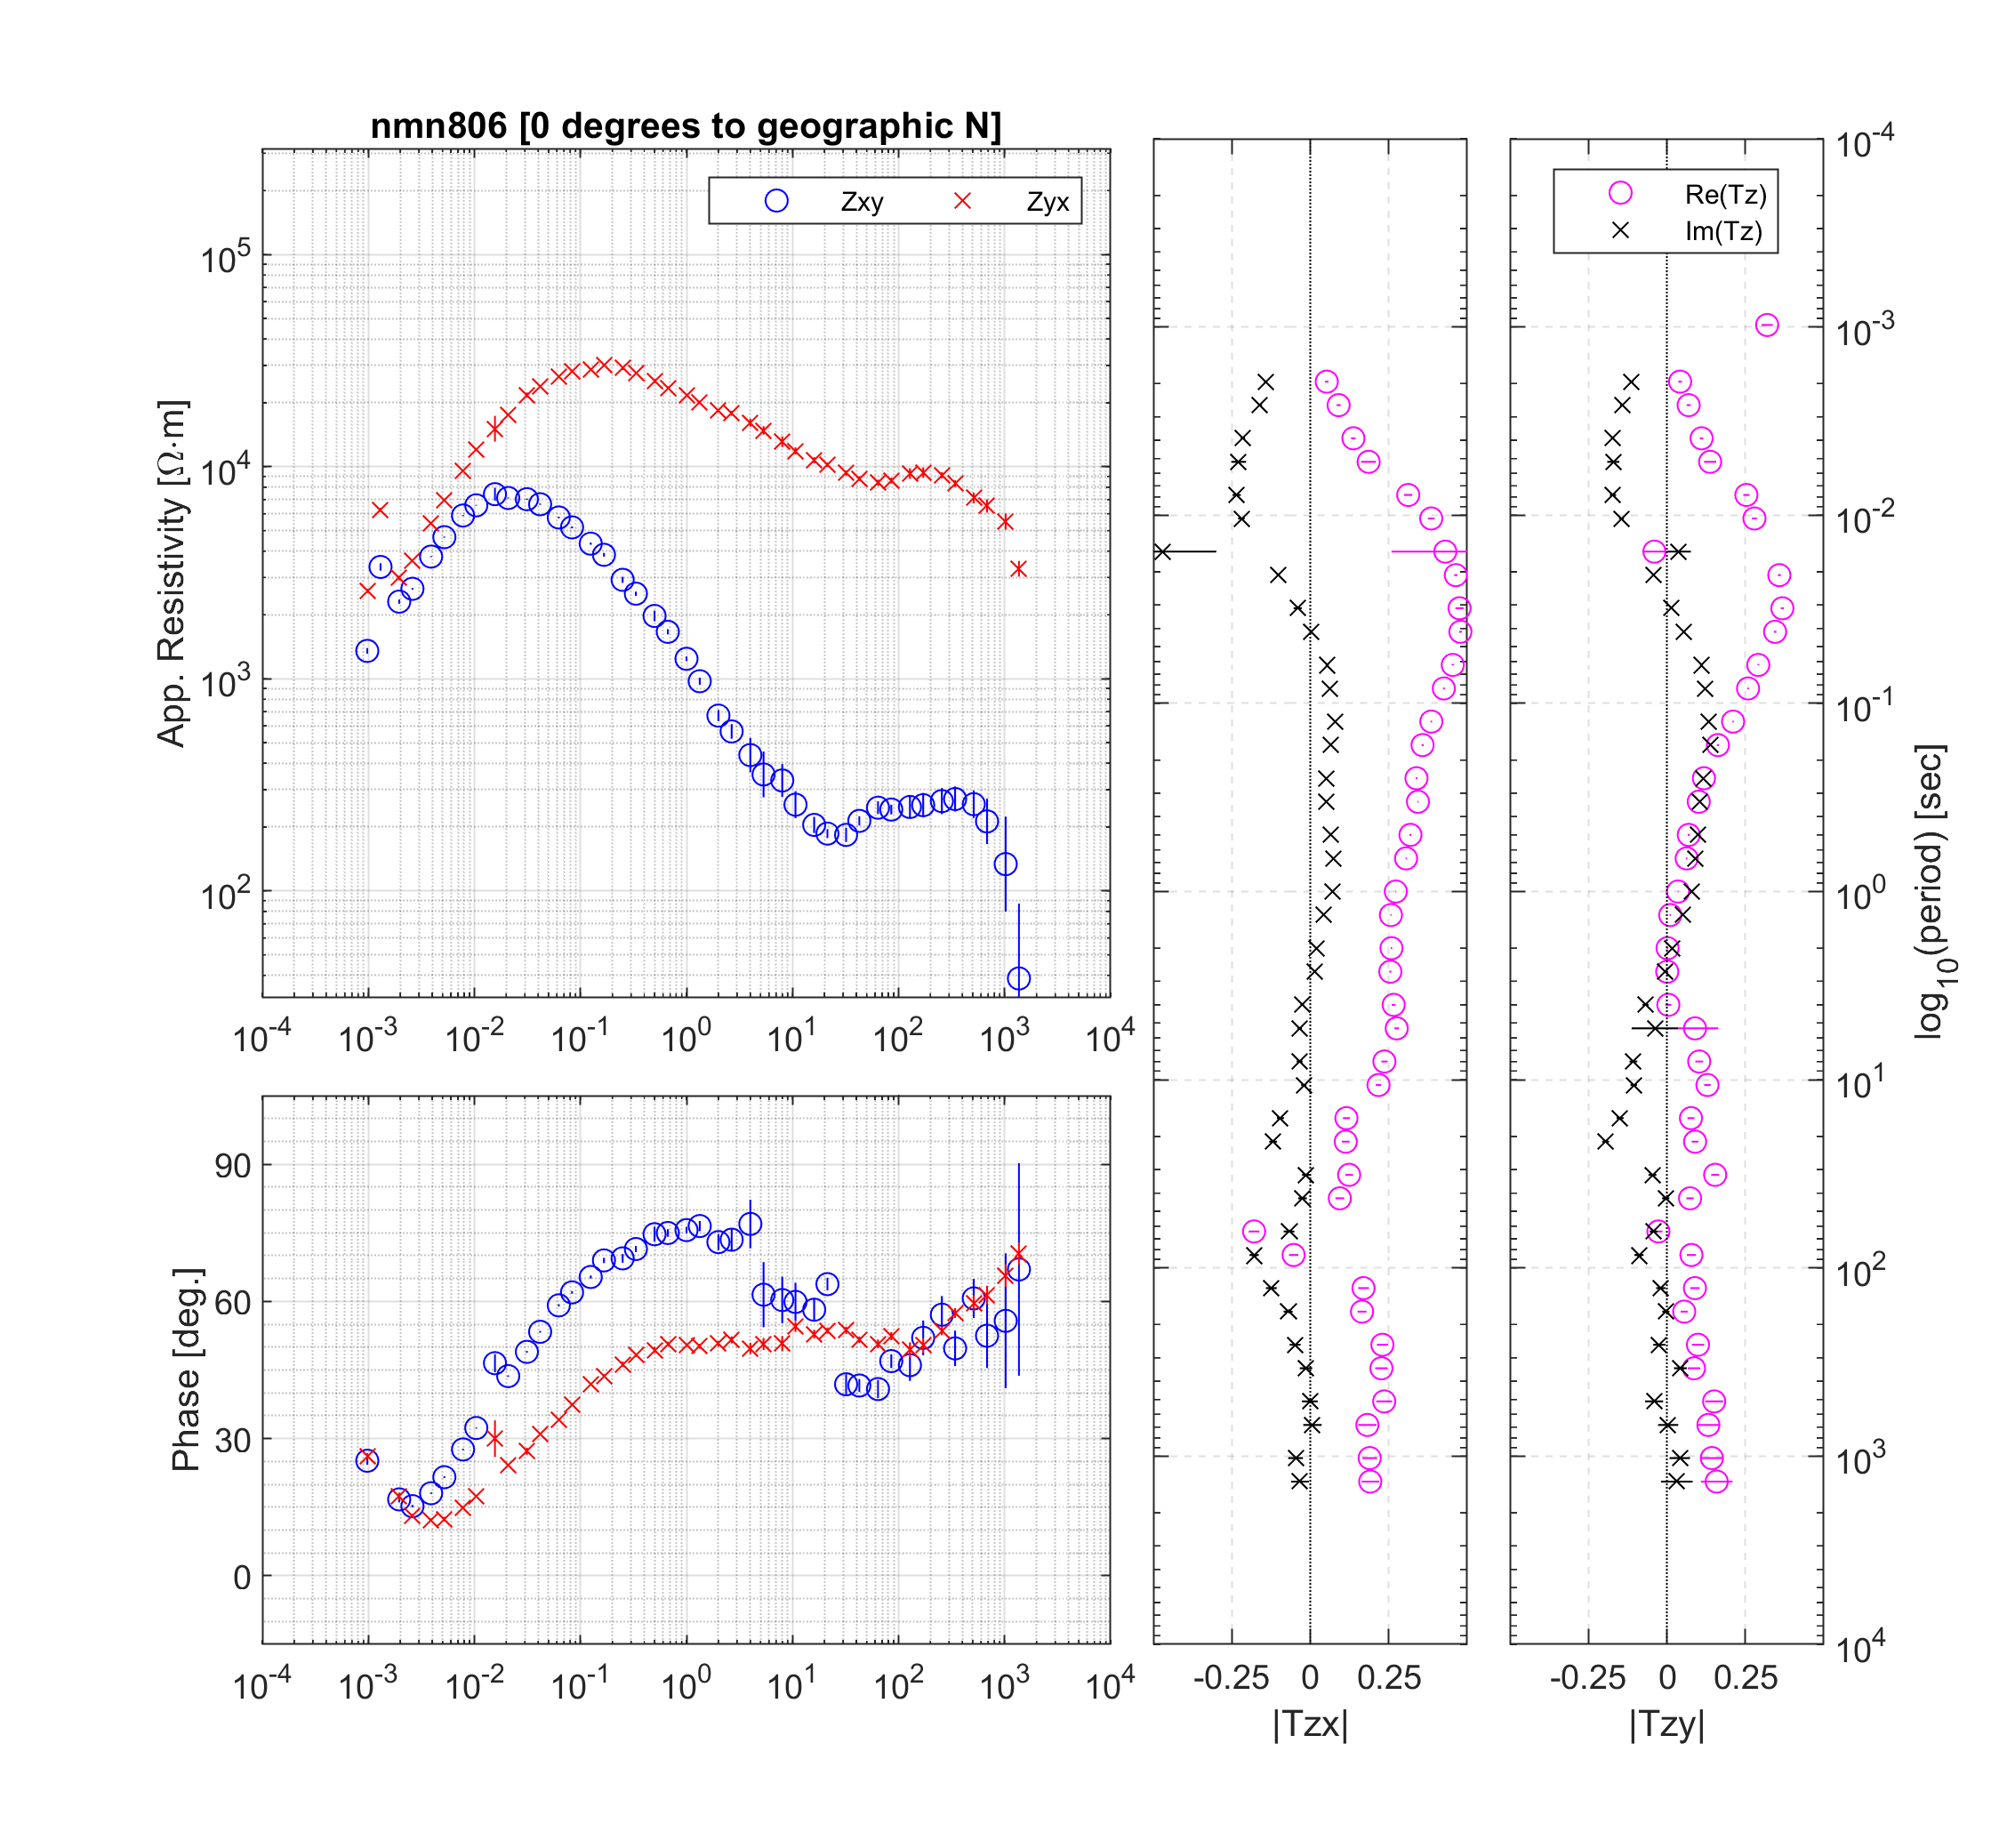 nmn806 [0 degrees to geographic N]
Zxy Zyx
App. Resistivity [Ω·m]
10^5
10^4
10^3
10^2
10^-4 10^-3 10^-2 10^-1 10^0 10^1 10^2 10^3 10^4
Phase [deg.]
90
60
30
0
10^-4 10^-3 10^-2 10^-1 10^0 10^1 10^2 10^3 10^4
-0.25 0 0.25
|Tzx|
Re(Tz)
Im(Tz)
-0.25 0 0.25
|Tzy|
10^-4
10^-3
10^-2
10^-1
10^0
10^1
10^2
10^3
10^4
log_10(period) [sec]